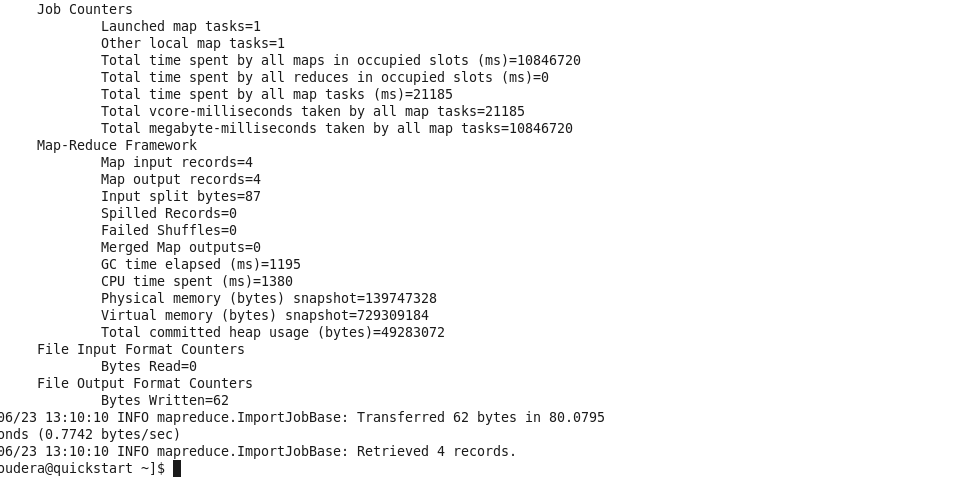 Job Counters
Launched map tasks=1
Other local map tasks=1
Total time spent by all maps in occupied slots (ms)=10846720
Total time spent by all reduces in occupied slots (ms)=0
Total time spent by all map tasks (ms)=21185
Total vcore-milliseconds taken by all map tasks=21185
Total megabyte-milliseconds taken by all map tasks=10846720
Map-Reduce Framework
Map input records=4
Map output records=4
Input split bytes=87
Spilled Records=0
Failed Shuffles=0
Merged Map outputs=0
GC time elapsed (ms)=1195
CPU time spent (ms)=1380
Physical memory (bytes) snapshot=139747328
Virtual memory (bytes) snapshot=729309184
Total committed heap usage (bytes)=49283072
File Input Format Counters
Bytes Read=0
File Output Format Counters
Bytes Written=62
06/23 13:10:10 INFO mapreduce.ImportJobBase: Transferred 62 bytes in 80.0795
onds (0.7742 bytes/sec)
06/23 13:10:10 INFO mapreduce.ImportJobBase: Retrieved 4 records.
oudera@quickstart ~]$